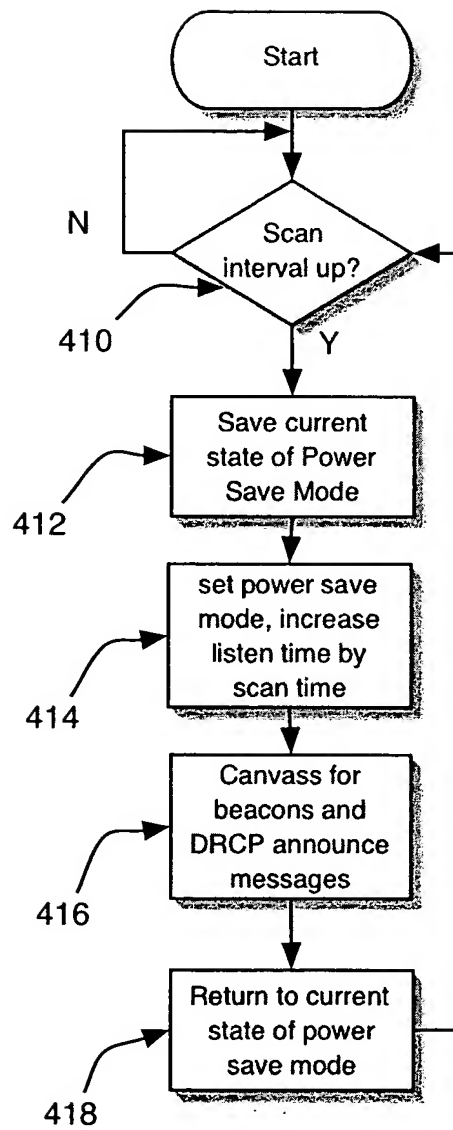 Start
N
Scan
interval up?
410
Y
Save current
state of Power
Save Mode
412
set power save
mode, increase
listen time by
scan time
414
Canvass for
beacons and
DRCP announce
messages
416
Return to current
state of power
save mode
418